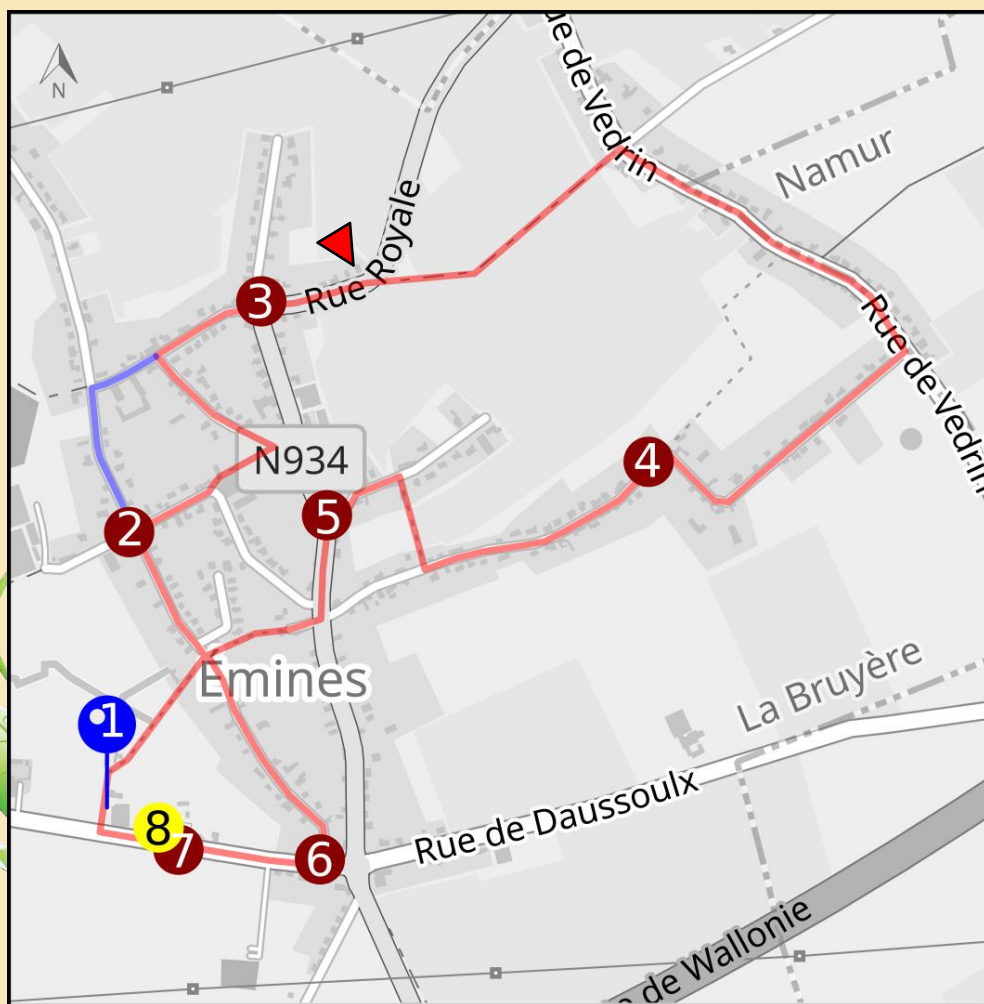 N
Rue de Vedrin
Namur
Rue Royale
3
Rue de Vedrin
N934
4
5
2
Emines
La Bruyère
1
Rue de Daussoulx
8
7
6
de Wallonie